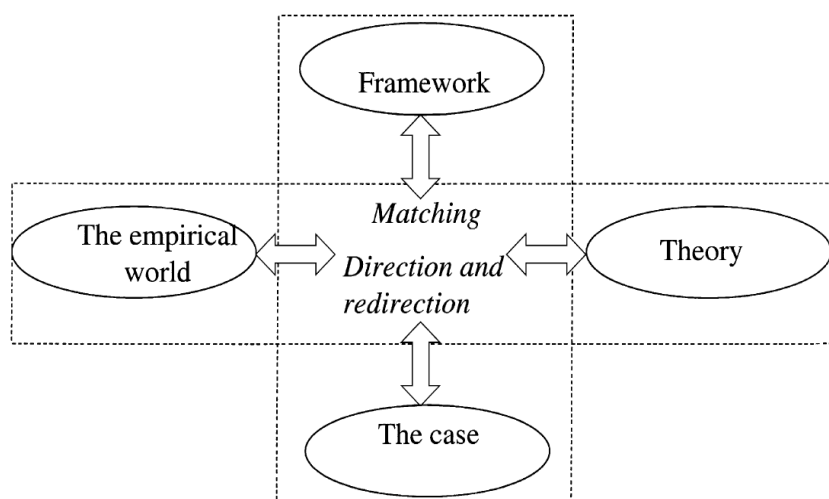 Framework
Matching
The empirical
world
Direction and
redirection
Theory
The case